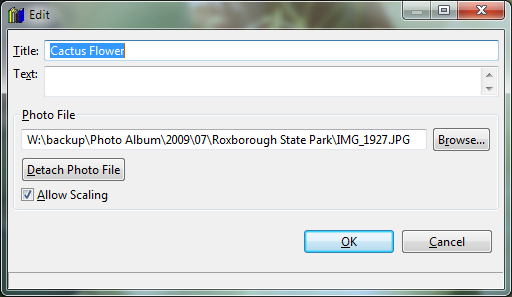 Edit
Title: Cactus Flower
Text:
Photo File
W:\backup\Photo Album\2009\07\Roxborough State Park\IMG_1927.JPG Browse...
Detach Photo File
Allow Scaling
OK Cancel